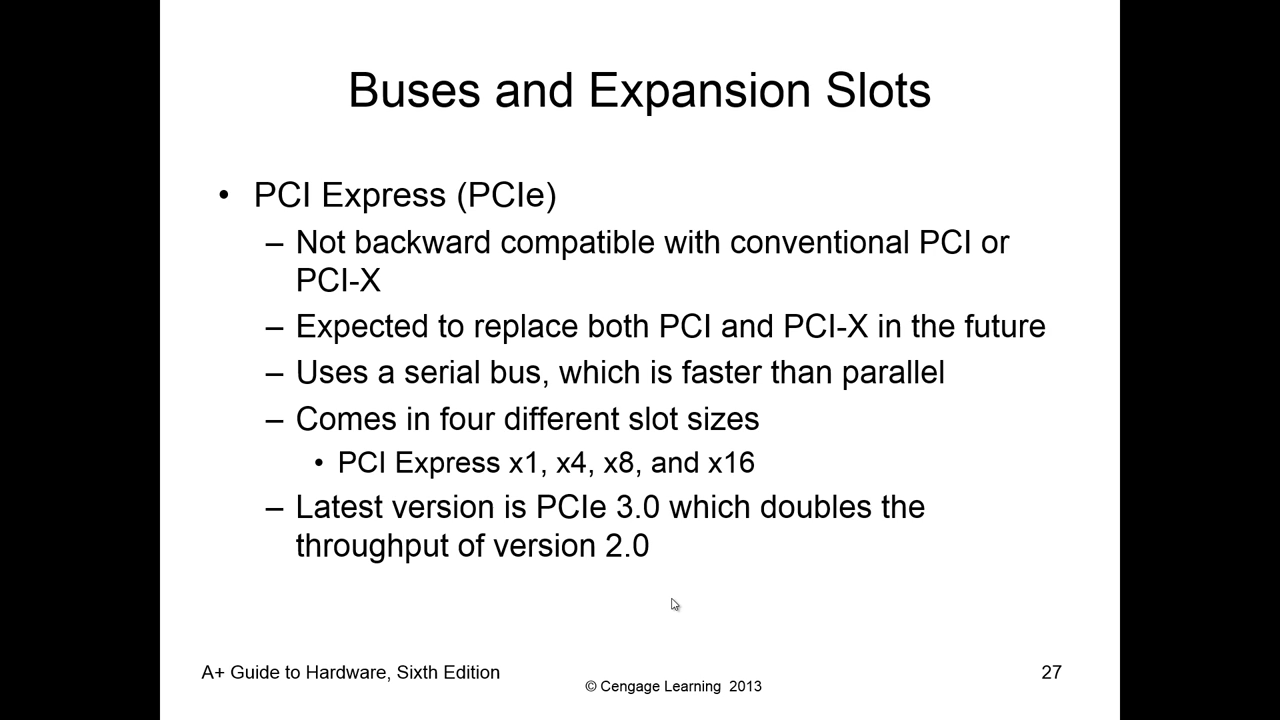 Buses and Expansion Slots
• PCI Express (PCIe)
– Not backward compatible with conventional PCI or
PCI-X
– Expected to replace both PCI and PCI-X in the future
– Uses a serial bus, which is faster than parallel
– Comes in four different slot sizes
• PCI Express x1, x4, x8, and x16
– Latest version is PCIe 3.0 which doubles the
throughput of version 2.0
A+ Guide to Hardware, Sixth Edition
© Cengage Learning 2013
27